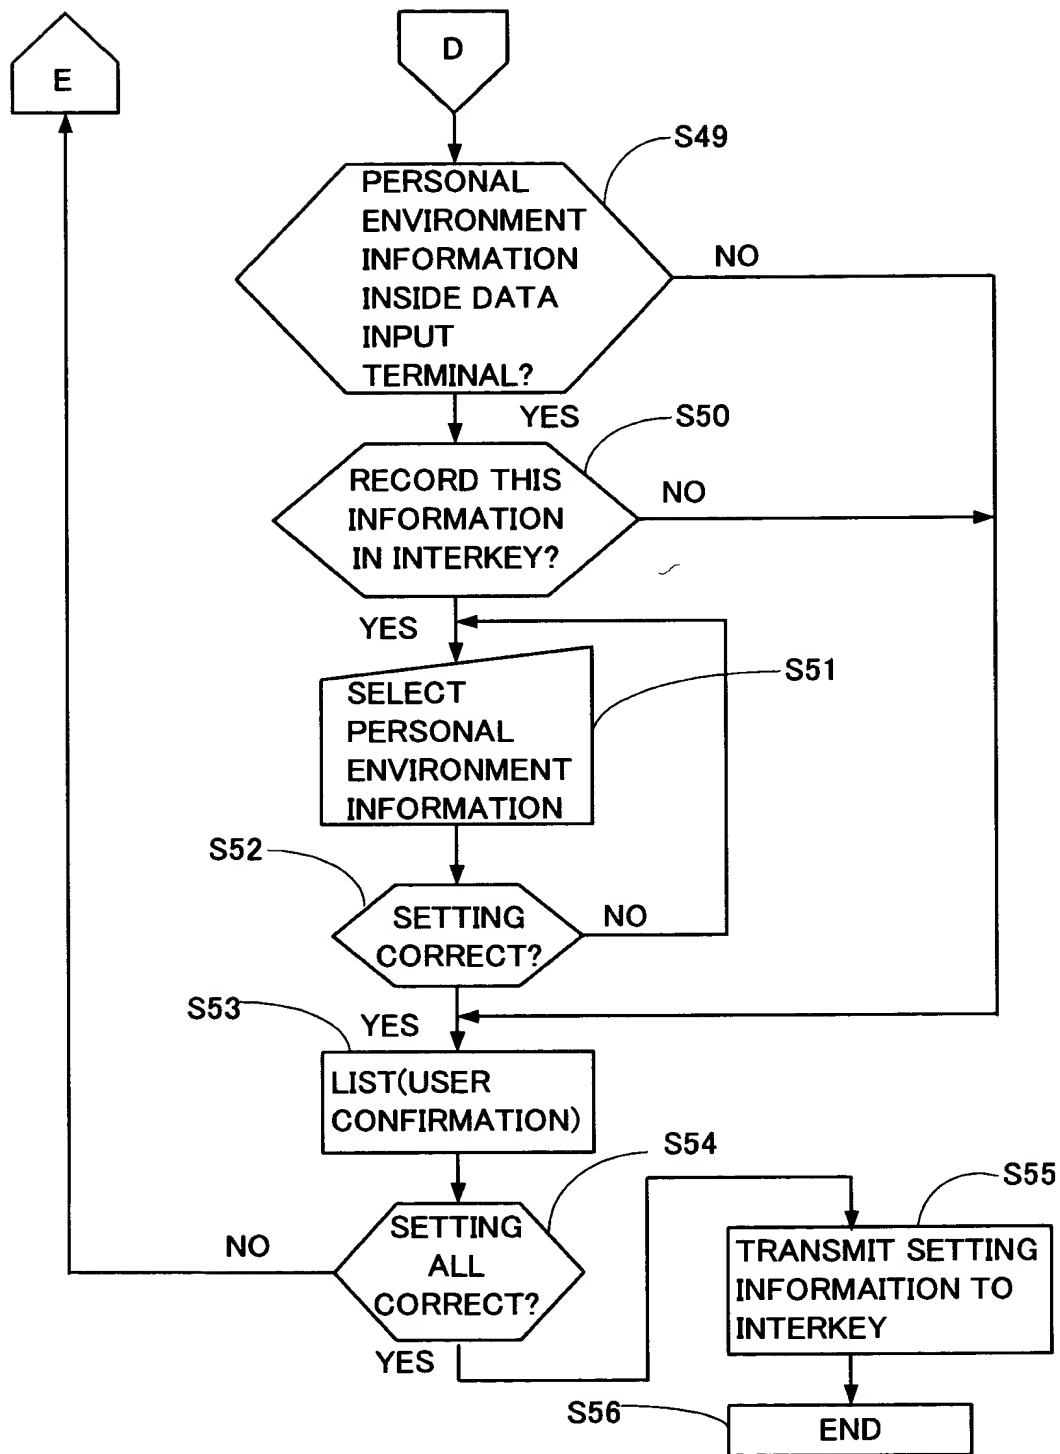 E
D
S49
PERSONAL
ENVIRONMENT
INFORMATION
INSIDE DATA
INPUT
TERMINAL?
NO
YES
S50
RECORD THIS
INFORMATION
IN INTERKEY?
NO
YES
S51
SELECT
PERSONAL
ENVIRONMENT
INFORMATION
S52
SETTING
CORRECT?
NO
S53
YES
LIST(USER
CONFIRMATION)
S54
SETTING
ALL
CORRECT?
NO
YES
S55
TRANSMIT SETTING
INFORMAITION TO
INTERKEY
S56
END